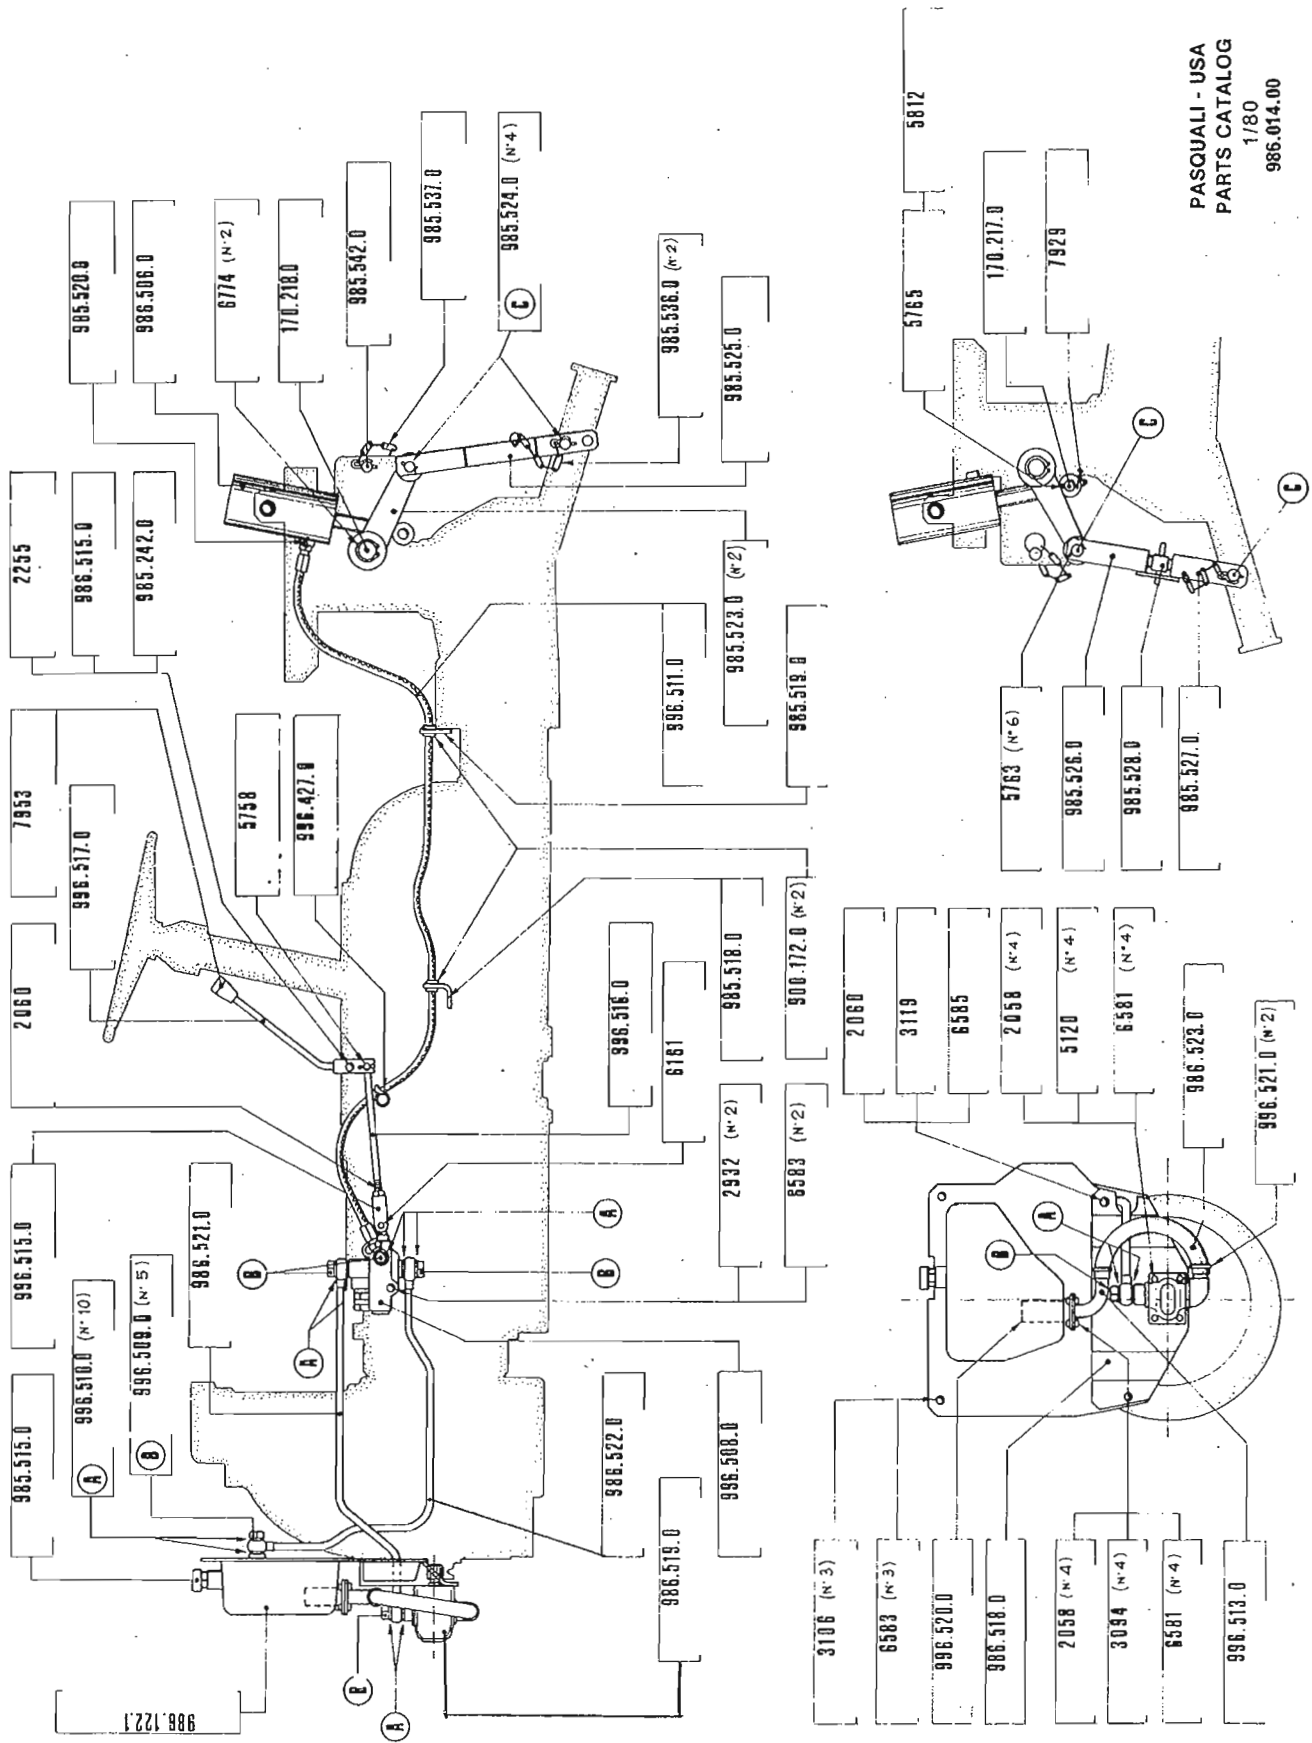 985.520.0
986.506.0
6774 (N°2)
170.218.0
985.542.0
985.537.0
985.524.0 (N°4)
C
985.536.0 (N°2)
985.525.0
2255
986.515.0
985.242.0
985.523.0 (N°2)
996.511.0
985.519.0
7953
996.517.0
5758
996.427.0
2060
996.516.0
6161
985.518.0
900.172.0 (N°2)
2932 (N°2)
6583 (N°2)
996.515.0
996.509.0 (N°5)
B
996.510.0 (N°10)
A
986.521.0
B
A
A
B
985.515.0
986.522.0
996.508.0
986.519.0
986.122.1
B
A
5812
5765
170.217.0
7929
C
C
5763 (N°6)
985.526.0
985.528.0
985.527.0
2060
3119
6585
2058 (N°4)
5120 (N°4)
6581 (N°4)
986.523.0
996.521.0 (N°2)
A
B
3106 (N°3)
6583 (N°3)
996.520.0
986.518.0
2058 (N°4)
3094 (N°4)
6581 (N°4)
996.513.0
PASQUALI - USA
PARTS CATALOG
1/80
986.014.00